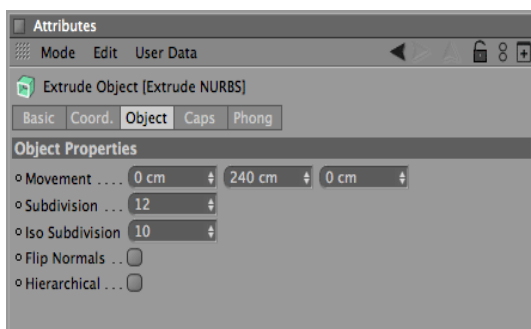 Attributes
Mode Edit User Data
Extrude Object [Extrude NURBS]
Basic Coord. Object Caps Phong
Object Properties
Movement .... 0 cm 240 cm 0 cm
Subdivision ... 12
Iso Subdivision 10
Flip Normals ..
Hierarchical ...